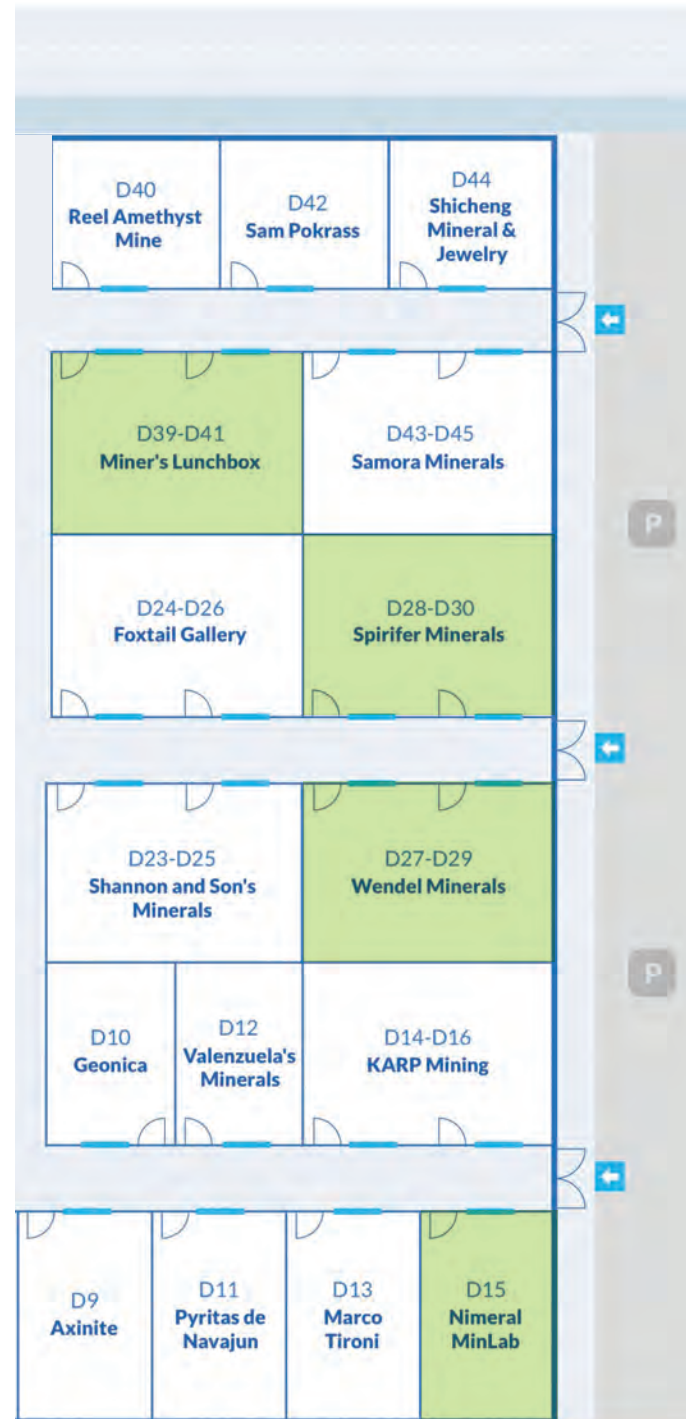 D40
Reel Amethyst
Mine
D42
Sam Pokrass
D44
Shicheng
Mineral &
Jewelry
D39-D41
Miner's Lunchbox
D43-D45
Samora Minerals
P
D24-D26
Foxtail Gallery
D28-D30
Spirifer Minerals
D23-D25
Shannon and Son's
Minerals
D27-D29
Wendel Minerals
P
D10
Geonica
D12
Valenzuela's
Minerals
D14-D16
KARP Mining
D9
Axinite
D11
Pyritas de
Navajun
D13
Marco
Tironi
D15
Nimeral
MinLab